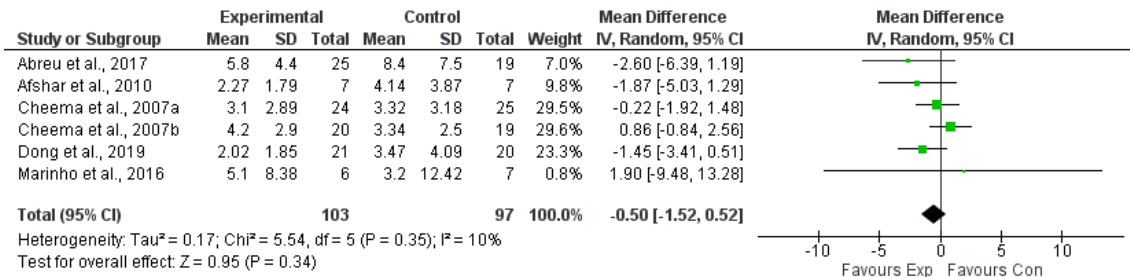 Experimental Control Mean Difference Mean Difference
Study or Subgroup Mean SD Total Mean SD Total Weight IV, Random, 95% CI IV, Random, 95% CI
Abreu et al., 2017 5.8 4.4 25 8.4 7.5 19 7.0% -2.60 [-6.39, 1.19]
Afshar et al., 2010 2.27 1.79 7 4.14 3.87 7 9.8% -1.87 [-5.03, 1.29]
Cheema et al., 2007a 3.1 2.89 24 3.32 3.18 25 29.5% -0.22 [-1.92, 1.48]
Cheema et al., 2007b 4.2 2.9 20 3.34 2.5 19 29.6% 0.86 [-0.84, 2.56]
Dong et al., 2019 2.02 1.85 21 3.47 4.09 20 23.3% -1.45 [-3.41, 0.51]
Marinho et al., 2016 5.1 8.38 6 3.2 12.42 7 0.8% 1.90 [-9.48, 13.28]
Total (95% CI) 103 97 100.0% -0.50 [-1.52, 0.52]
Heterogeneity: Tau² = 0.17; Chi² = 5.54, df = 5 (P = 0.35); I² = 10%
Test for overall effect: Z = 0.95 (P = 0.34)
-10 -5 0 5 10
Favours Exp Favours Con